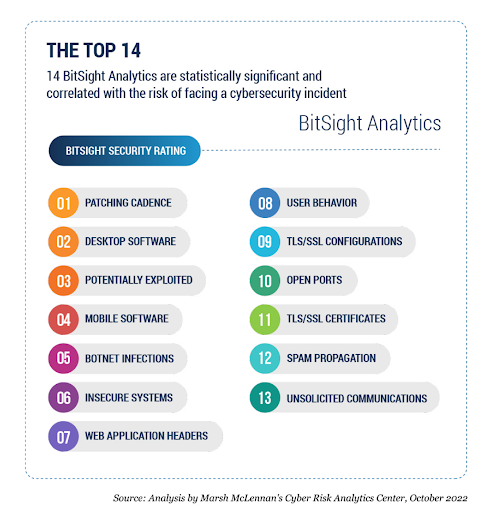 THE TOP 14
14 BitSight Analytics are statistically significant and
correlated with the risk of facing a cybersecurity incident
BitSight Analytics
BITSIGHT SECURITY RATING
01 PATCHING CADENCE
02 DESKTOP SOFTWARE
03 POTENTIALLY EXPLOITED
04 MOBILE SOFTWARE
05 BOTNET INFECTIONS
06 INSECURE SYSTEMS
07 WEB APPLICATION HEADERS
08 USER BEHAVIOR
09 TLS/SSL CONFIGURATIONS
10 OPEN PORTS
11 TLS/SSL CERTIFICATES
12 SPAM PROPAGATION
13 UNSOLICITED COMMUNICATIONS
Source: Analysis by Marsh McLennan's Cyber Risk Analytics Center, October 2022